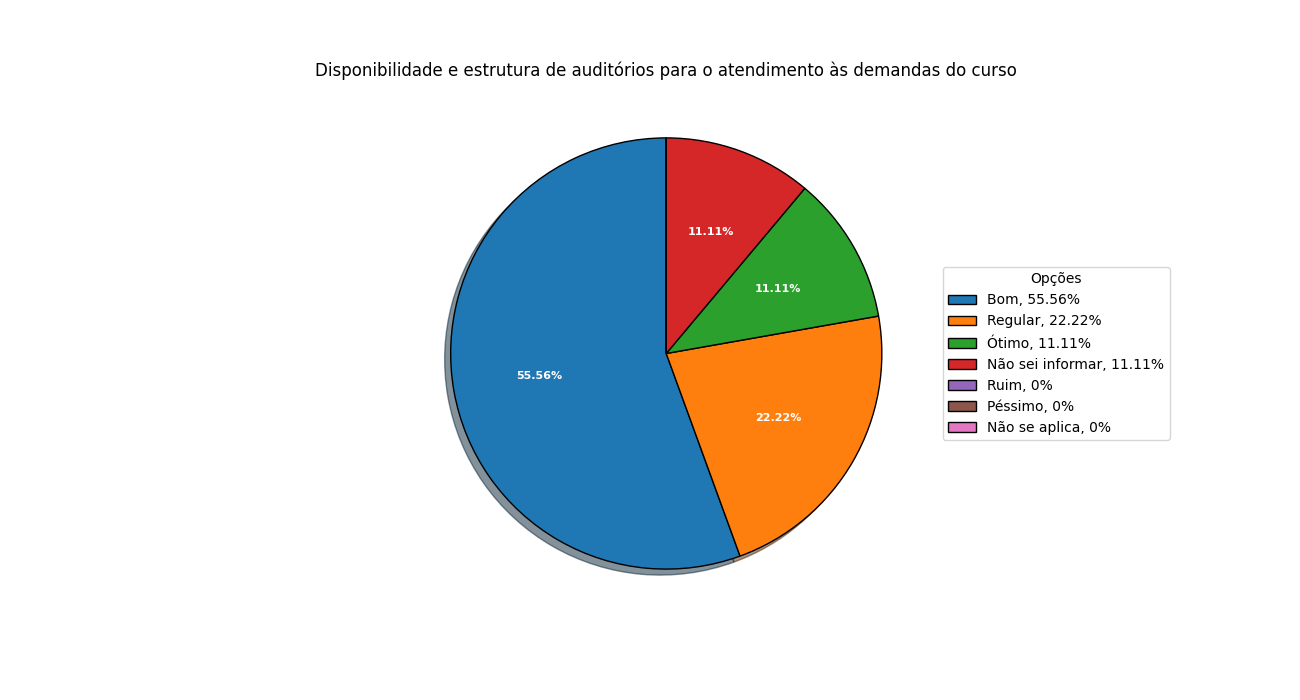 Disponibilidade e estrutura de auditórios para o atendimento às demandas do curso
11.11%
11.11%
55.56%
22.22%
Opções
Bom, 55.56%
Regular, 22.22%
Ótimo, 11.11%
Não sei informar, 11.11%
Ruim, 0%
Péssimo, 0%
Não se aplica, 0%